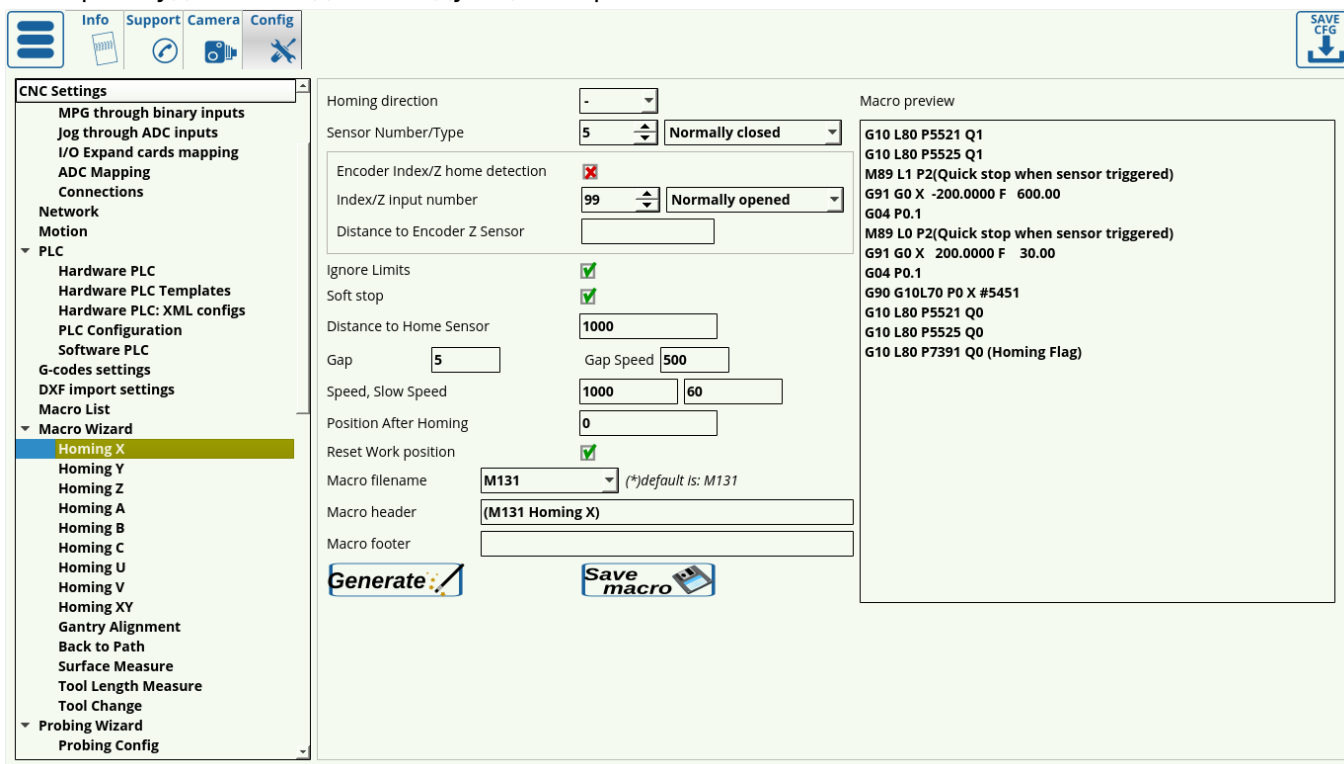 Info Support Camera Config
SAVE CFG
CNC Settings
MPG through binary inputs
Jog through ADC inputs
I/O Expand cards mapping
ADC Mapping
Connections
Network
Motion
PLC
Hardware PLC
Hardware PLC Templates
Hardware PLC: XML configs
PLC Configuration
Software PLC
G-codes settings
DXF import settings
Macro List
Macro Wizard
Homing X
Homing Y
Homing Z
Homing A
Homing B
Homing C
Homing U
Homing V
Homing XY
Gantry Alignment
Back to Path
Surface Measure
Tool Length Measure
Tool Change
Probing Wizard
Probing Config
Homing direction -
Sensor Number/Type 5 Normally closed
Encoder Index/Z home detection
Index/Z input number 99 Normally opened
Distance to Encoder Z Sensor
Ignore Limits
Soft stop
Distance to Home Sensor 1000
Gap 5 Gap Speed 500
Speed, Slow Speed 1000 60
Position After Homing 0
Reset Work position
Macro filename M131 (*)default is: M131
Macro header (M131 Homing X)
Macro footer
Generate Save macro
Macro preview
G10 L80 P5521 Q1
G10 L80 P5525 Q1
M89 L1 P2(Quick stop when sensor triggered)
G91 G0 X -200.0000 F 600.00
G04 P0.1
M89 L0 P2(Quick stop when sensor triggered)
G91 G0 X 200.0000 F 30.00
G04 P0.1
G90 G10L70 P0 X #5451
G10 L80 P5521 Q0
G10 L80 P5525 Q0
G10 L80 P7391 Q0 (Homing Flag)